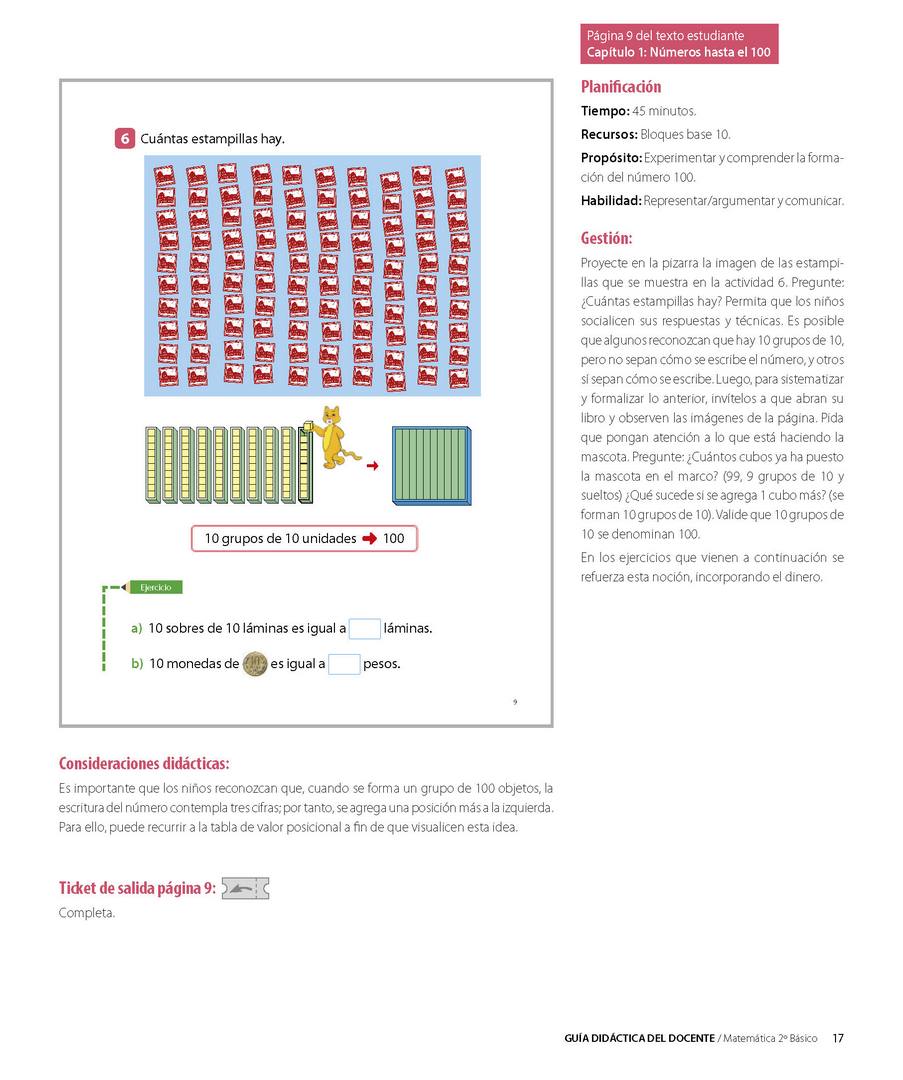 Página 9 del texto estudiante
Capítulo 1: Números hasta el 100
6 Cuántas estampillas hay.
10 grupos de 10 unidades ➜ 100
Ejercicio
a) 10 sobres de 10 láminas es igual a láminas.
b) 10 monedas de 10 es igual a pesos.
9
Planificación
Tiempo: 45 minutos.
Recursos: Bloques base 10.
Propósito: Experimentar y comprender la forma-
ción del número 100.
Habilidad: Representar/argumentar y comunicar.
Gestión:
Proyecte en la pizarra la imagen de las estampi-
llas que se muestra en la actividad 6. Pregunte:
¿Cuántas estampillas hay? Permita que los niños
socialicen sus respuestas y técnicas. Es posible
que algunos reconozcan que hay 10 grupos de 10,
pero no sepan cómo se escribe el número, y otros
sí sepan cómo se escribe. Luego, para sistematizar
y formalizar lo anterior, invítelos a que abran su
libro y observen las imágenes de la página. Pida
que pongan atención a lo que está haciendo la
mascota. Pregunte: ¿Cuántos cubos ya ha puesto
la mascota en el marco? (99, 9 grupos de 10 y 
sueltos) ¿Qué sucede si se agrega 1 cubo más? (se
forman 10 grupos de 10). Valide que 10 grupos de
10 se denominan 100.
En los ejercicios que vienen a continuación se
refuerza esta noción, incorporando el dinero.
Consideraciones didácticas:
Es importante que los niños reconozcan que, cuando se forma un grupo de 100 objetos, la
escritura del número contempla tres cifras; por tanto, se agrega una posición más a la izquierda.
Para ello, puede recurrir a la tabla de valor posicional a fin de que visualicen esta idea.
Ticket de salida página 9:
Completa.
GUÍA DIDÁCTICA DEL DOCENTE / Matemática 2º Básico 17